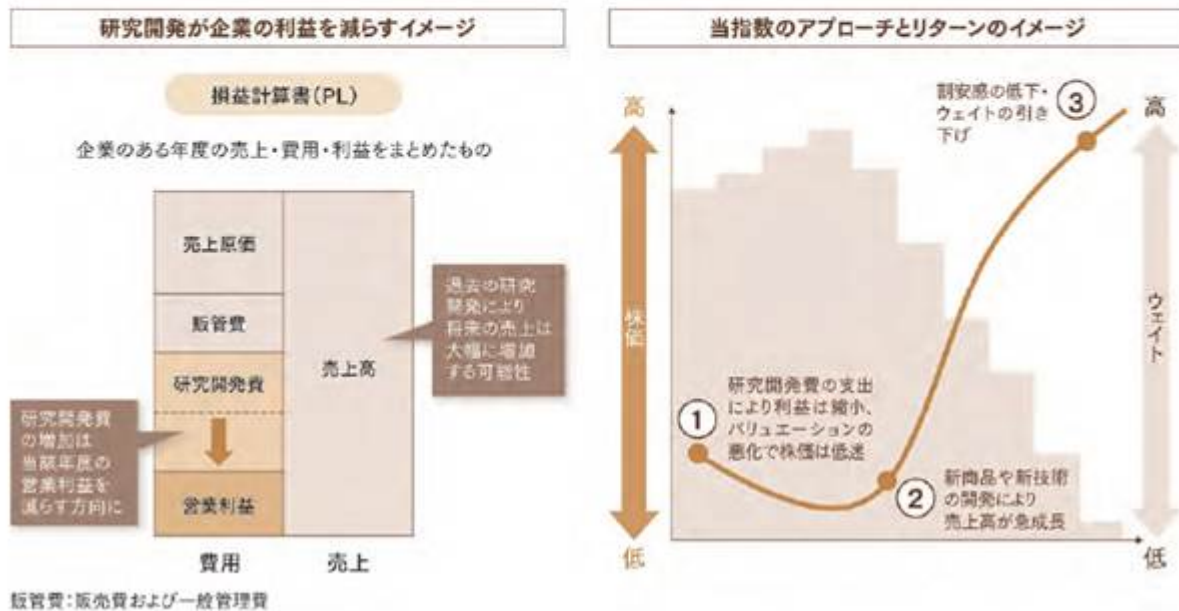 研究開発が企業の利益を減らすイメージ
損益計算書(PL)
企業のある年度の売上・費用・利益をまとめたもの
売上原価
販管費
研究開発費
営業利益
売上高
過去の研究
開発により
将来の売上は
大幅に増加
する可能性
研究開発費
の増加は
当該年度の
営業利益を
減らす方向に
費用
売上
販管費:販売費および一般管理費
当指数のアプローチとリターンのイメージ
高
株価
低
割安感の低下・
ウェイトの引き
下げ
③
①
研究開発費の支出
により利益は縮小、
バリュエーションの
悪化で株価は低迷
②
新商品や新技術
の開発により
売上高が急成長
高
ウェイト
低